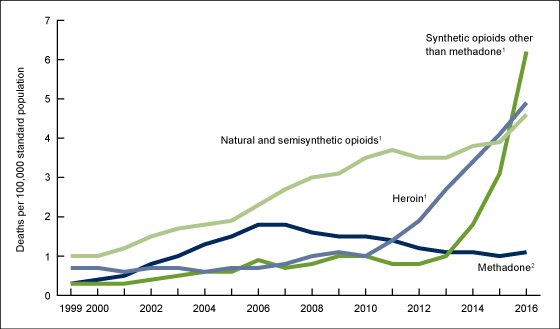 7
6
5
4
3
2
1
0
Deaths per 100,000 standard population
Synthetic opioids other
than methadone¹
Natural and semisynthetic opioids¹
Heroin¹
Methadone²
1999 2000 2002 2004 2006 2008 2010 2012 2014 2016